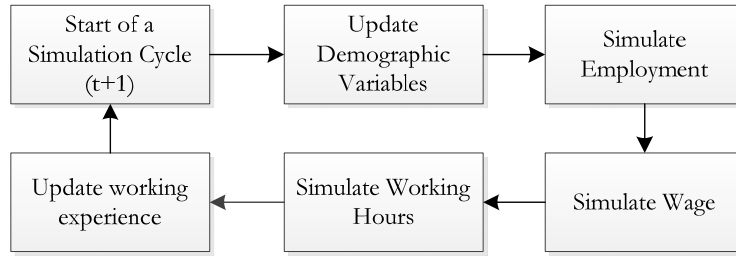 Start of a
Simulation Cycle
(t+1)
Update
Demographic
Variables
Simulate
Employment
Update working
experience
Simulate Working
Hours
Simulate Wage